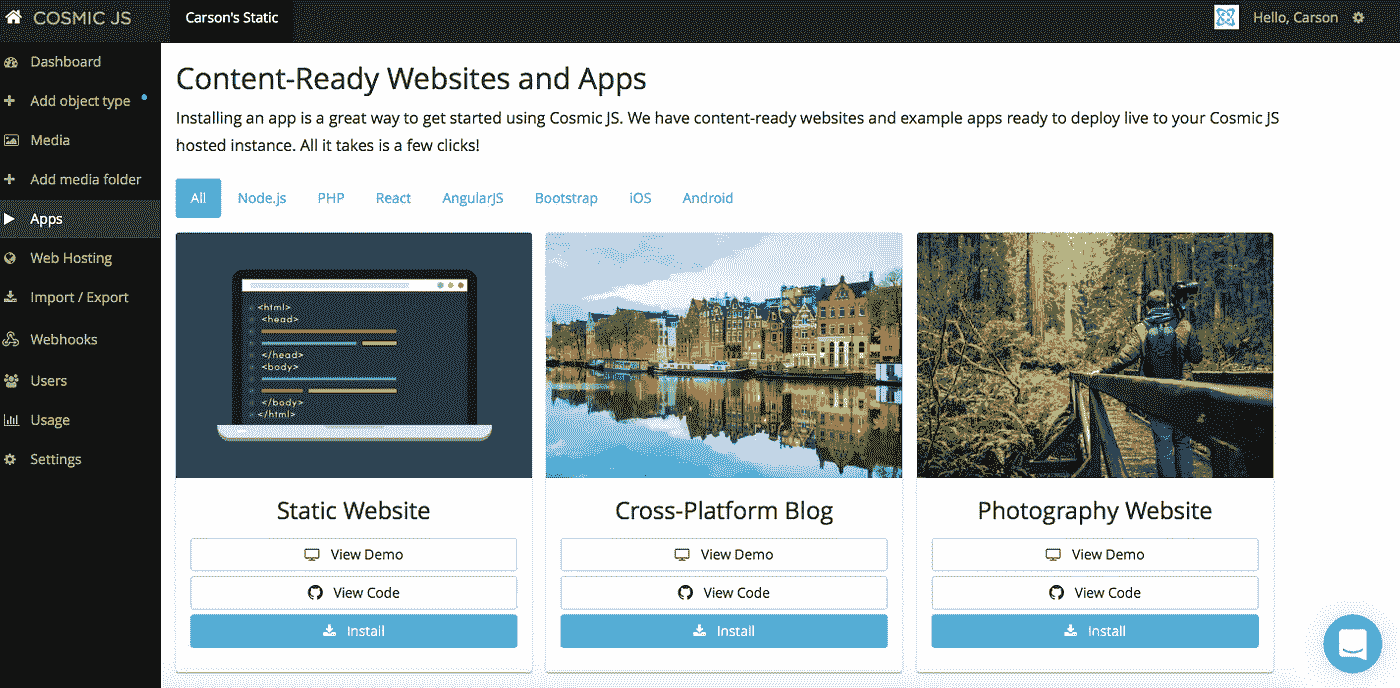 COSMIC JS
Carson's Static
Hello, Carson
Dashboard
Add object type
Media
Add media folder
Apps
Web Hosting
Import / Export
Webhooks
Users
Usage
Settings
Content-Ready Websites and Apps
Installing an app is a great way to get started using Cosmic JS. We have content-ready websites and example apps ready to deploy live to your Cosmic JS
hosted instance. All it takes is a few clicks!
All
Node.js
PHP
React
AngularJS
Bootstrap
iOS
Android
<html>
<head>
</head>
<body>
</body>
</html>
Static Website
View Demo
View Code
Install
Cross-Platform Blog
View Demo
View Code
Install
Photography Website
View Demo
View Code
Install